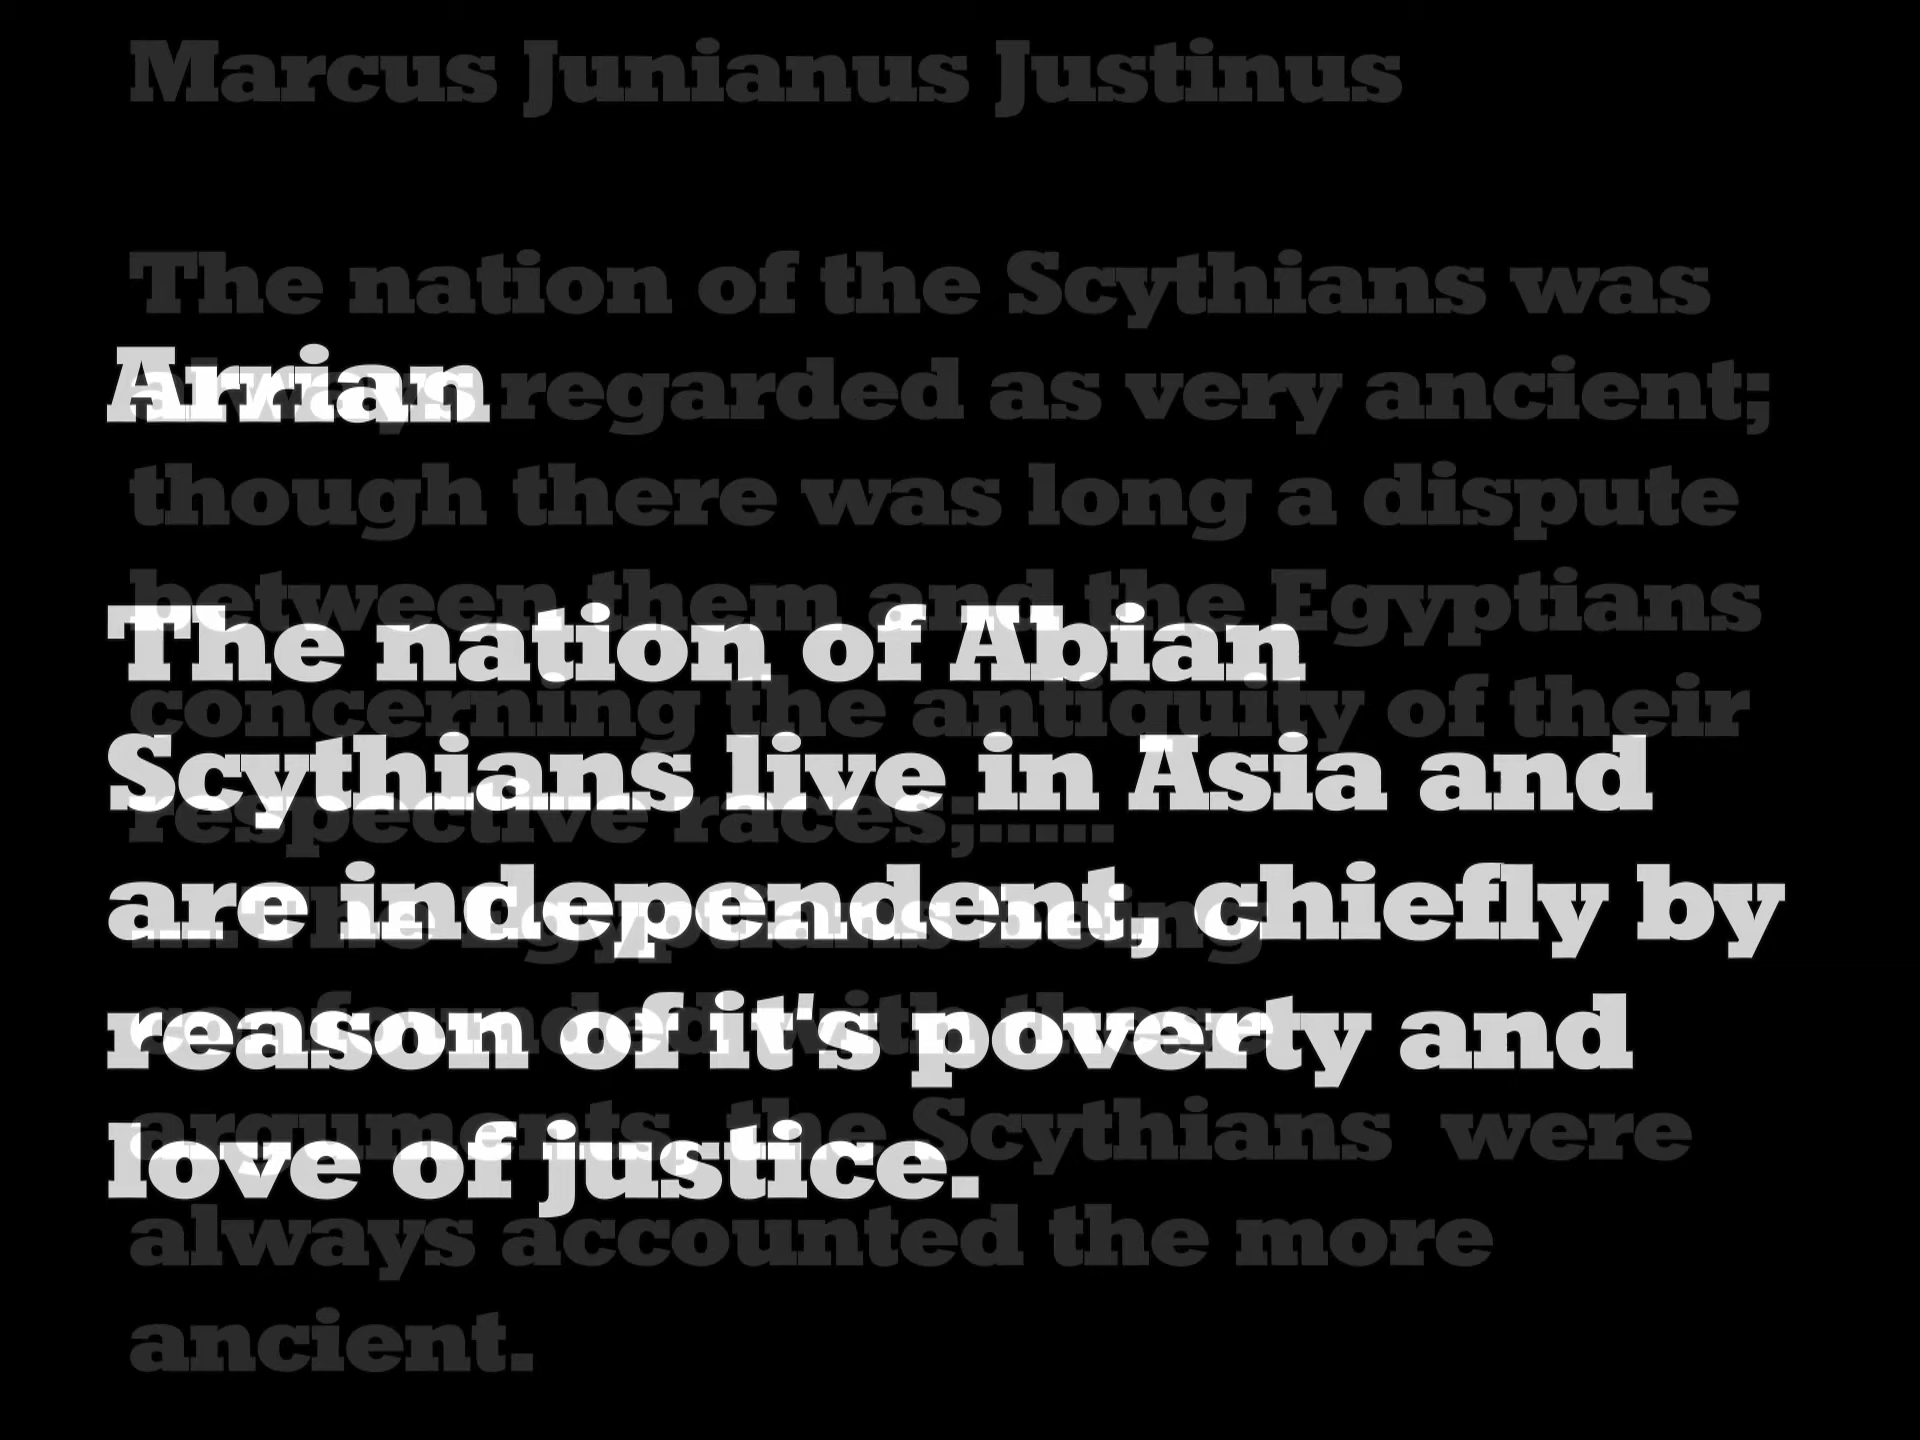 Marcus Junianus Justinus
The nation of the Scythians was
always regarded as very ancient;
though there was long a dispute
between them and the Egyptians
concerning the antiquity of their
respective races;.....
....The Egyptians being
confounded with these
arguments, the Scythians were
always accounted the more
ancient.
Arrian
The nation of Abian
Scythians live in Asia and
are independent, chiefly by
reason of it's poverty and
love of justice.